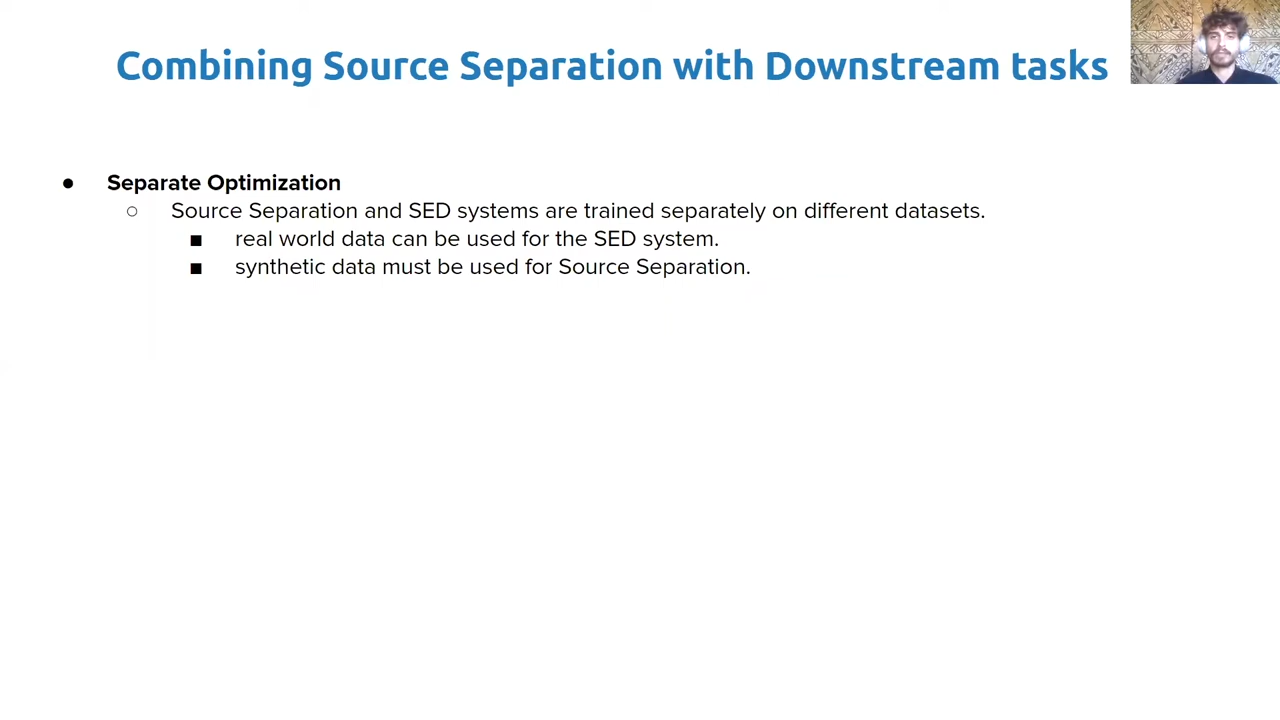 Combining Source Separation with Downstream tasks
● Separate Optimization
○ Source Separation and SED systems are trained separately on different datasets.
■ real world data can be used for the SED system.
■ synthetic data must be used for Source Separation.